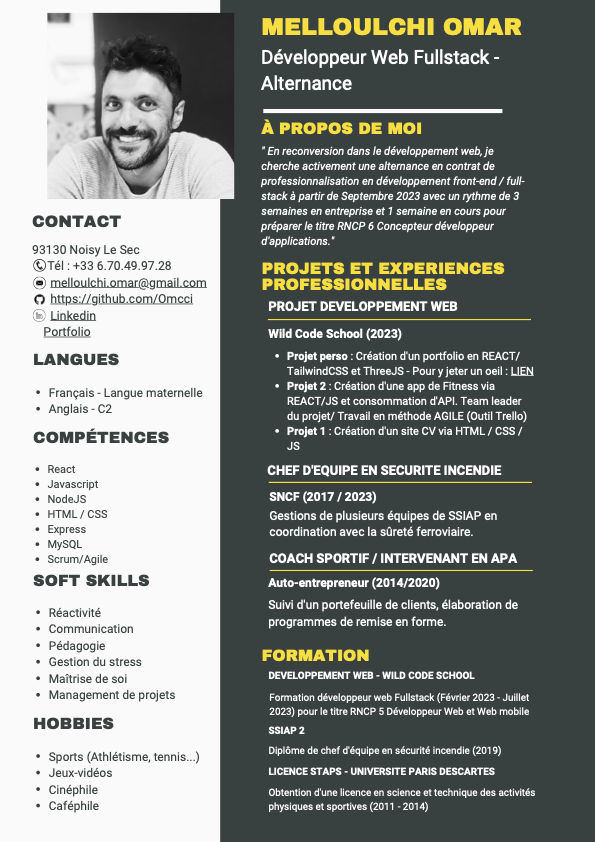 MELLOULCHI OMAR
Développeur Web Fullstack -
Alternance
À PROPOS DE MOI
" En reconversion dans le développement web, je
cherche activement une alternance en contrat de
professionnalisation en développement front-end / full-
stack à partir de Septembre 2023 avec un rythme de 3
semaines en entreprise et 1 semaine en cours pour
préparer le titre RNCP 6 Concepteur développeur
d'applications."
PROJETS ET EXPERIENCES
PROFESSIONNELLES
PROJET DEVELOPPEMENT WEB
Wild Code School (2023)
• Projet perso : Création d'un portfolio en REACT/
TailwindCSS et ThreeJS - Pour y jeter un oeil : LIEN
• Projet 2 : Création d'une app de Fitness via
REACT/JS et consommation d'API. Team leader
du projet/ Travail en méthode AGILE (Outil Trello)
• Projet 1 : Création d'un site CV via HTML / CSS /
JS
CHEF D'EQUIPE EN SECURITE INCENDIE
SNCF (2017 / 2023)
Gestions de plusieurs équipes de SSIAP en
coordination avec la sûreté ferroviaire.
COACH SPORTIF / INTERVENANT EN APA
Auto-entrepreneur (2014/2020)
Suivi d'un portefeuille de clients, élaboration de
programmes de remise en forme.
FORMATION
DEVELOPPEMENT WEB - WILD CODE SCHOOL
Formation développeur web Fullstack (Février 2023 - Juillet
2023) pour le titre RNCP 5 Développeur Web et Web mobile
SSIAP 2
Diplôme de chef d'équipe en sécurité incendie (2019)
LICENCE STAPS - UNIVERSITE PARIS DESCARTES
Obtention d'une licence en science et technique des activités
physiques et sportives (2011 - 2014)
CONTACT
93130 Noisy Le Sec
Tél : +33 6.70.49.97.28
melloulchi.omar@gmail.com
https://github.com/Omcci
Linkedin
Portfolio
LANGUES
• Français - Langue maternelle
• Anglais - C2
COMPÉTENCES
• React
• Javascript
• NodeJS
• HTML / CSS
• Express
• MySQL
• Scrum/Agile
SOFT SKILLS
• Réactivité
• Communication
• Pédagogie
• Gestion du stress
• Maîtrise de soi
• Management de projets
HOBBIES
• Sports (Athlétisme, tennis...)
• Jeux-vidéos
• Cinéphile
• Caféphile